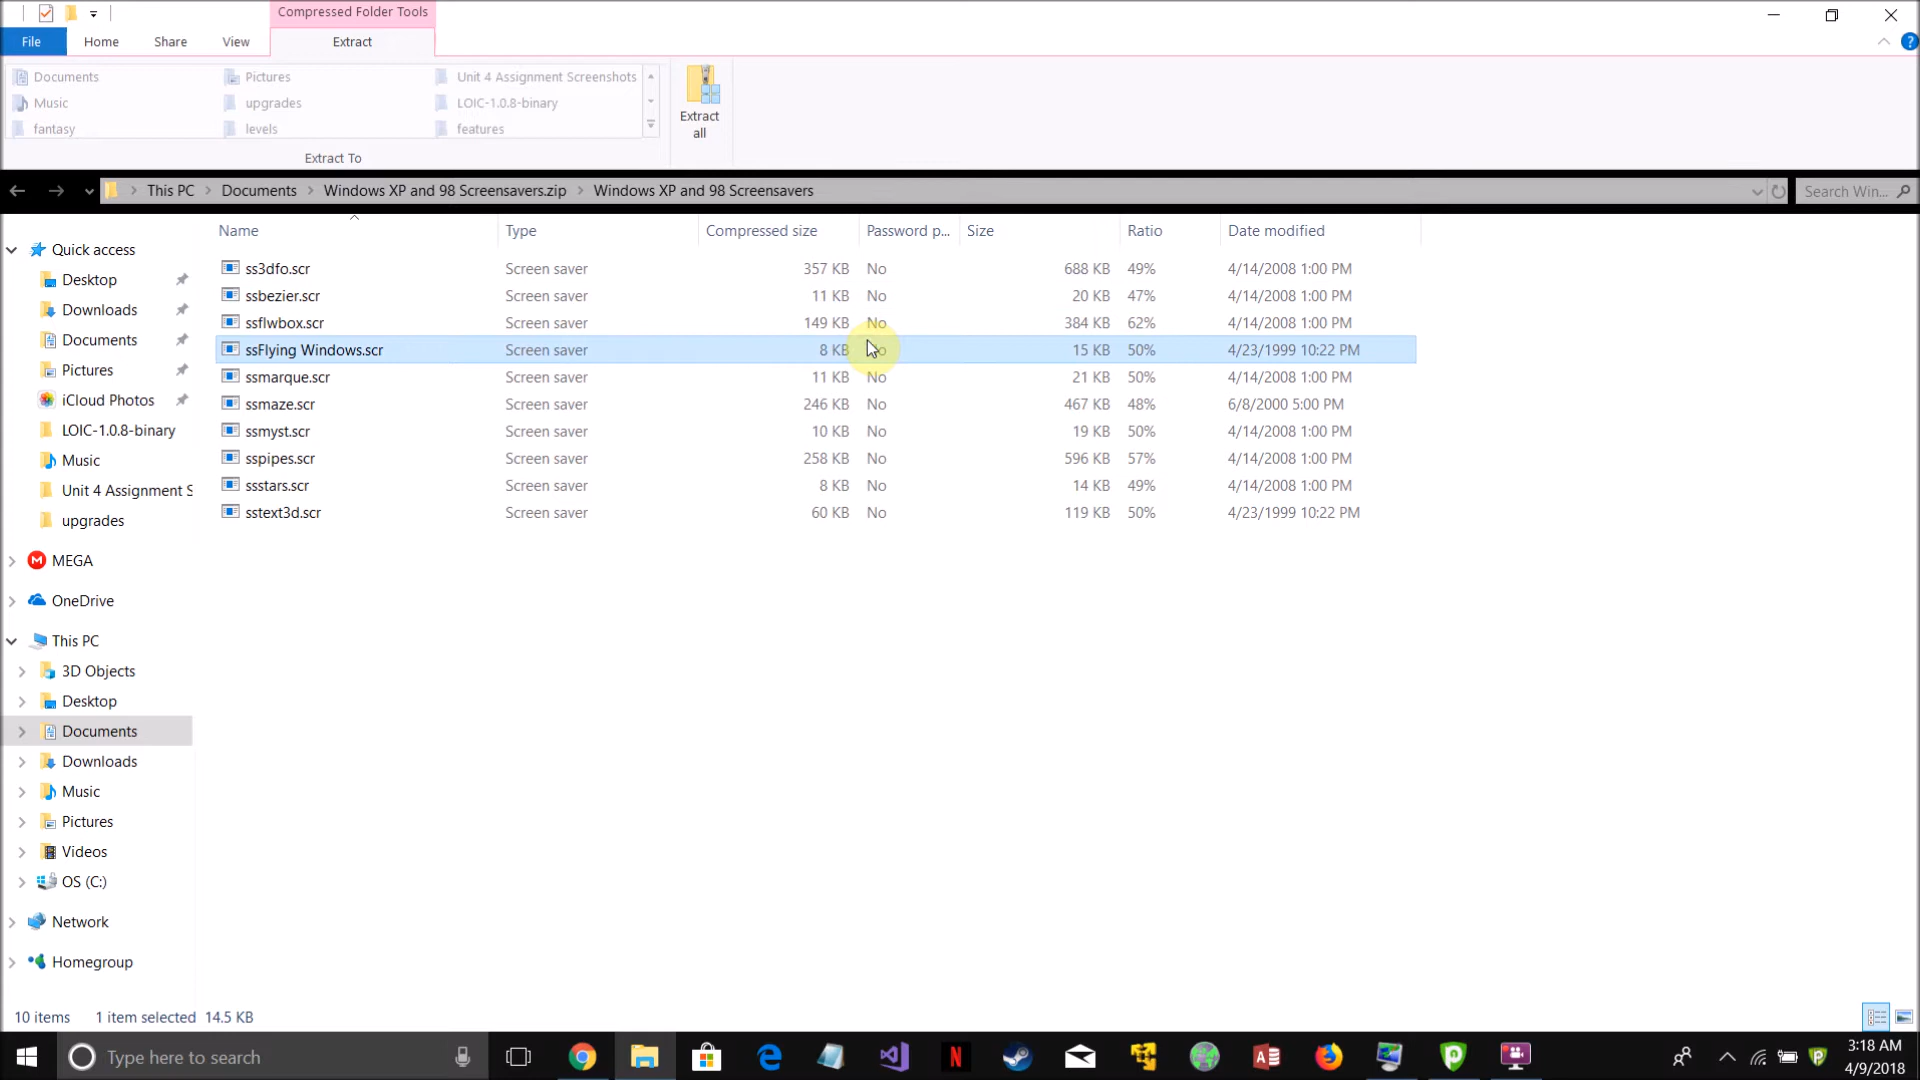 Compressed Folder Tools
File Home Share View Extract
Documents Pictures Unit 4 Assignment Screenshots
Music upgrades LOIC-1.0.8-binary
fantasy levels features
Extract all
Extract To
This PC Documents Windows XP and 98 Screensavers.zip Windows XP and 98 Screensavers Search Win...
Name Type Compressed size Password p... Size Ratio Date modified
ss3dfo.scr Screen saver 357 KB No 688 KB 49% 4/14/2008 1:00 PM
ssbezier.scr Screen saver 11 KB No 20 KB 47% 4/14/2008 1:00 PM
ssflwbox.scr Screen saver 149 KB No 384 KB 62% 4/14/2008 1:00 PM
ssFlying Windows.scr Screen saver 8 KB No 15 KB 50% 4/23/1999 10:22 PM
ssmarque.scr Screen saver 11 KB No 21 KB 50% 4/14/2008 1:00 PM
ssmaze.scr Screen saver 246 KB No 467 KB 48% 6/8/2000 5:00 PM
ssmyst.scr Screen saver 10 KB No 19 KB 50% 4/14/2008 1:00 PM
sspipes.scr Screen saver 258 KB No 596 KB 57% 4/14/2008 1:00 PM
ssstars.scr Screen saver 8 KB No 14 KB 49% 4/14/2008 1:00 PM
sstext3d.scr Screen saver 60 KB No 119 KB 50% 4/23/1999 10:22 PM
Quick access
Desktop
Downloads
Documents
Pictures
iCloud Photos
LOIC-1.0.8-binary
Music
Unit 4 Assignment S
upgrades
MEGA
OneDrive
This PC
3D Objects
Desktop
Documents
Downloads
Music
Pictures
Videos
OS (C:)
Network
Homegroup
10 items 1 item selected 14.5 KB
Type here to search
3:18 AM
4/9/2018